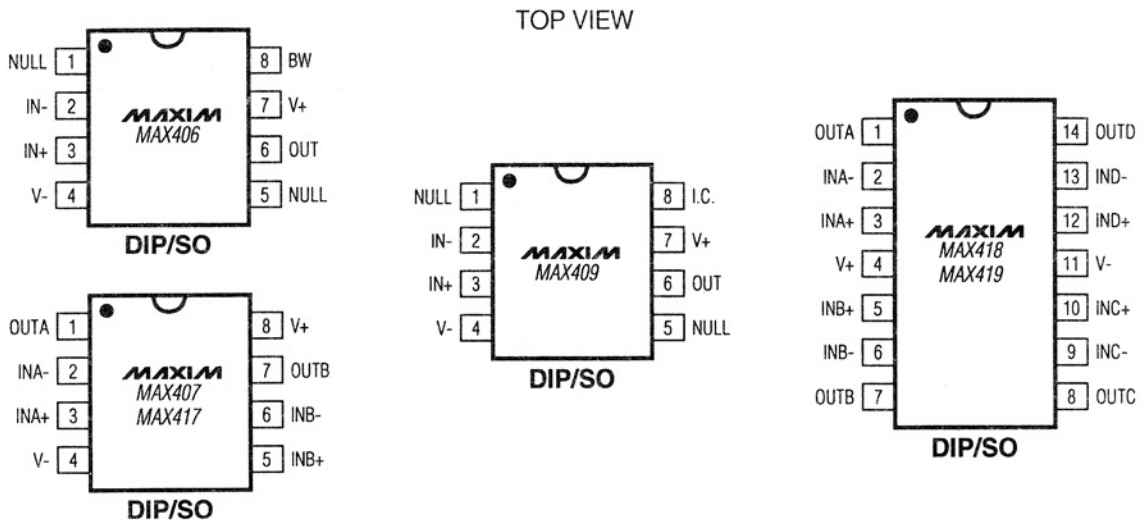 TOP VIEW
NULL 1 8 BW
IN- 2 MAXIM 7 V+
MAX406
IN+ 3 6 OUT
V- 4 5 NULL
DIP/SO
OUTA 1 8 V+
INA- 2 MAXIM 7 OUTB
MAX407
INA+ 3 MAX417 6 INB-
V- 4 5 INB+
DIP/SO
NULL 1 8 I.C.
IN- 2 MAXIM 7 V+
MAX409
IN+ 3 6 OUT
V- 4 5 NULL
DIP/SO
OUTA 1 14 OUTD
INA- 2 13 IND-
INA+ 3 MAXIM 12 IND+
MAX418
V+ 4 MAX419 11 V-
INB+ 5 10 INC+
INB- 6 9 INC-
OUTB 7 8 OUTC
DIP/SO